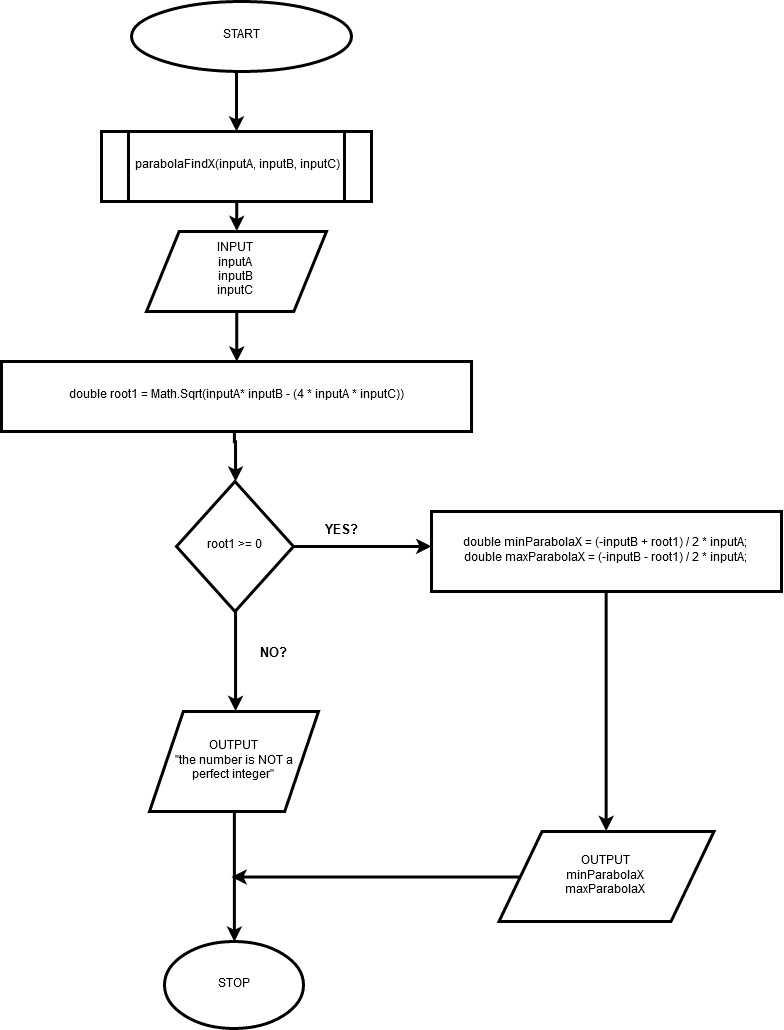 START
parabolaFindX(inputA, inputB, inputC)
INPUT
inputA
inputB
inputC
double root1 = Math.Sqrt(inputA* inputB - (4 * inputA * inputC))
root1 >= 0
YES?
double minParabolaX = (-inputB + root1) / 2 * inputA;
double maxParabolaX = (-inputB - root1) / 2 * inputA;
NO?
OUTPUT
"the number is NOT a
perfect integer"
OUTPUT
minParabolaX
maxParabolaX
STOP